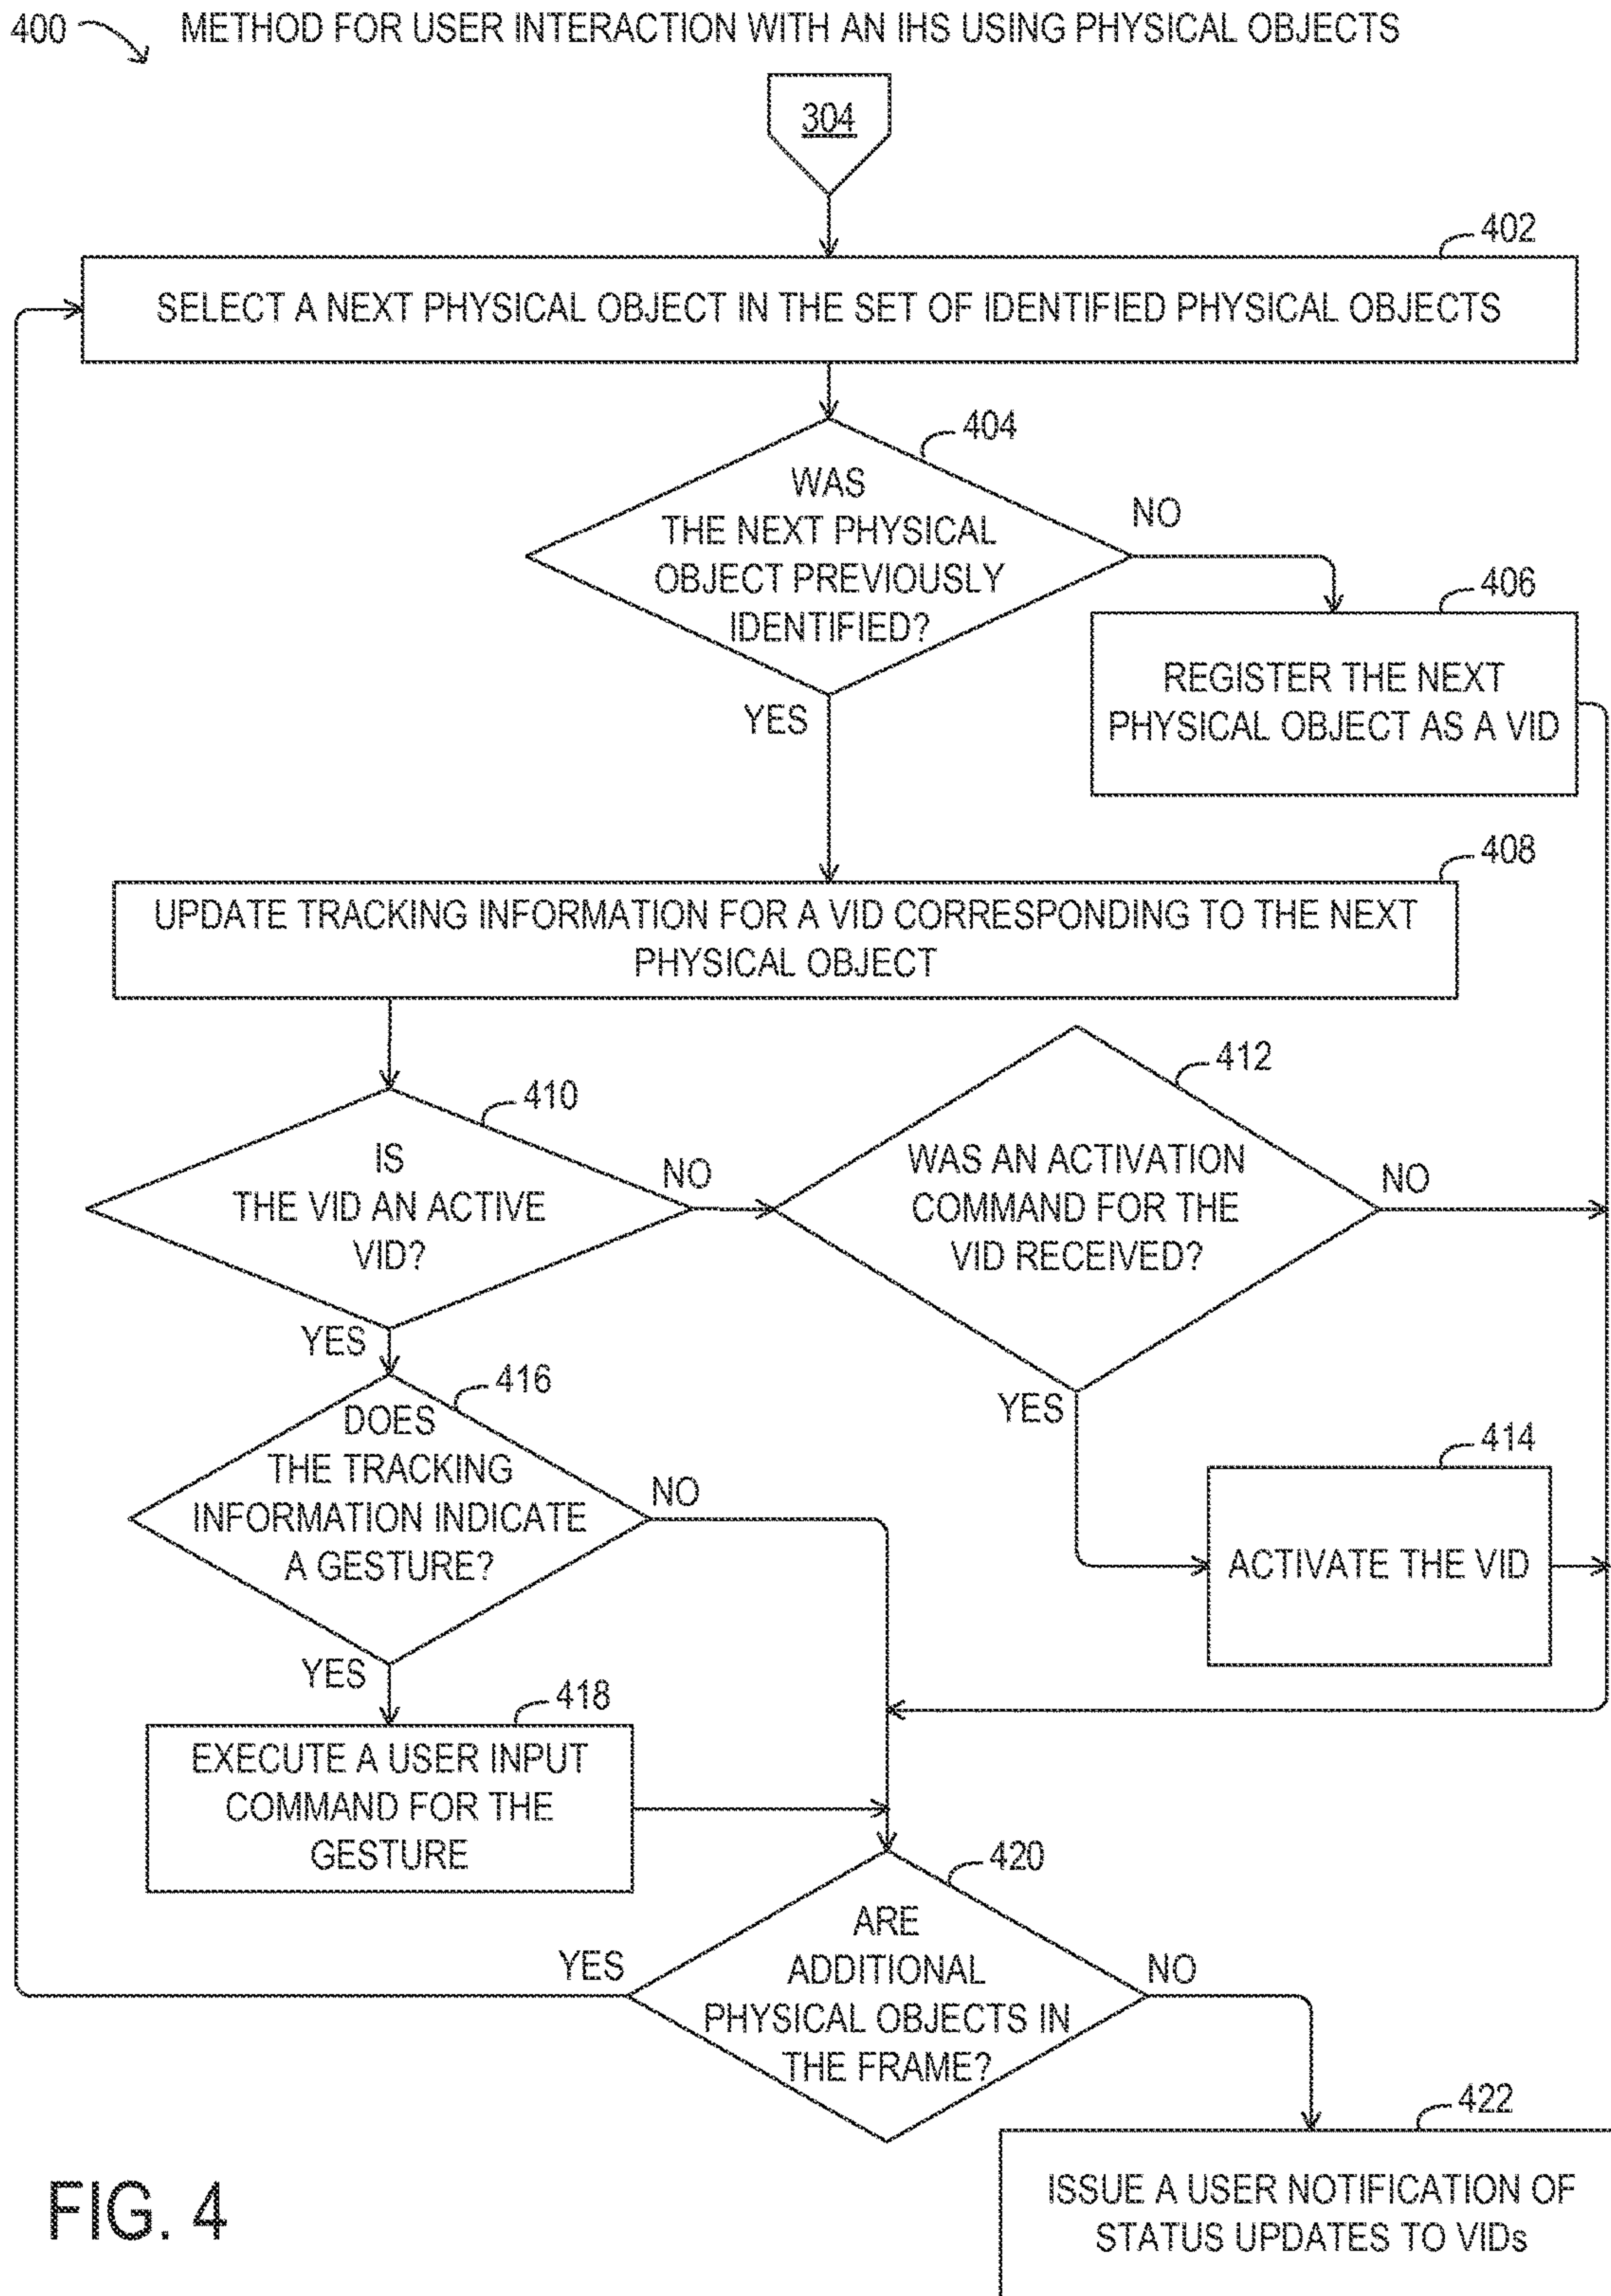 400 METHOD FOR USER INTERACTION WITH AN IHS USING PHYSICAL OBJECTS
304
402
SELECT A NEXT PHYSICAL OBJECT IN THE SET OF IDENTIFIED PHYSICAL OBJECTS
404
WAS
THE NEXT PHYSICAL
OBJECT PREVIOUSLY
IDENTIFIED?
NO
YES
406
REGISTER THE NEXT
PHYSICAL OBJECT AS A VID
408
UPDATE TRACKING INFORMATION FOR A VID CORRESPONDING TO THE NEXT
PHYSICAL OBJECT
410
IS
THE VID AN ACTIVE
VID?
NO
YES
412
WAS AN ACTIVATION
COMMAND FOR THE
VID RECEIVED?
NO
YES
414
ACTIVATE THE VID
416
DOES
THE TRACKING
INFORMATION INDICATE
A GESTURE?
NO
YES
418
EXECUTE A USER INPUT
COMMAND FOR THE
GESTURE
420
ARE
ADDITIONAL
PHYSICAL OBJECTS IN
THE FRAME?
YES
NO
422
ISSUE A USER NOTIFICATION OF
STATUS UPDATES TO VIDs
FIG. 4